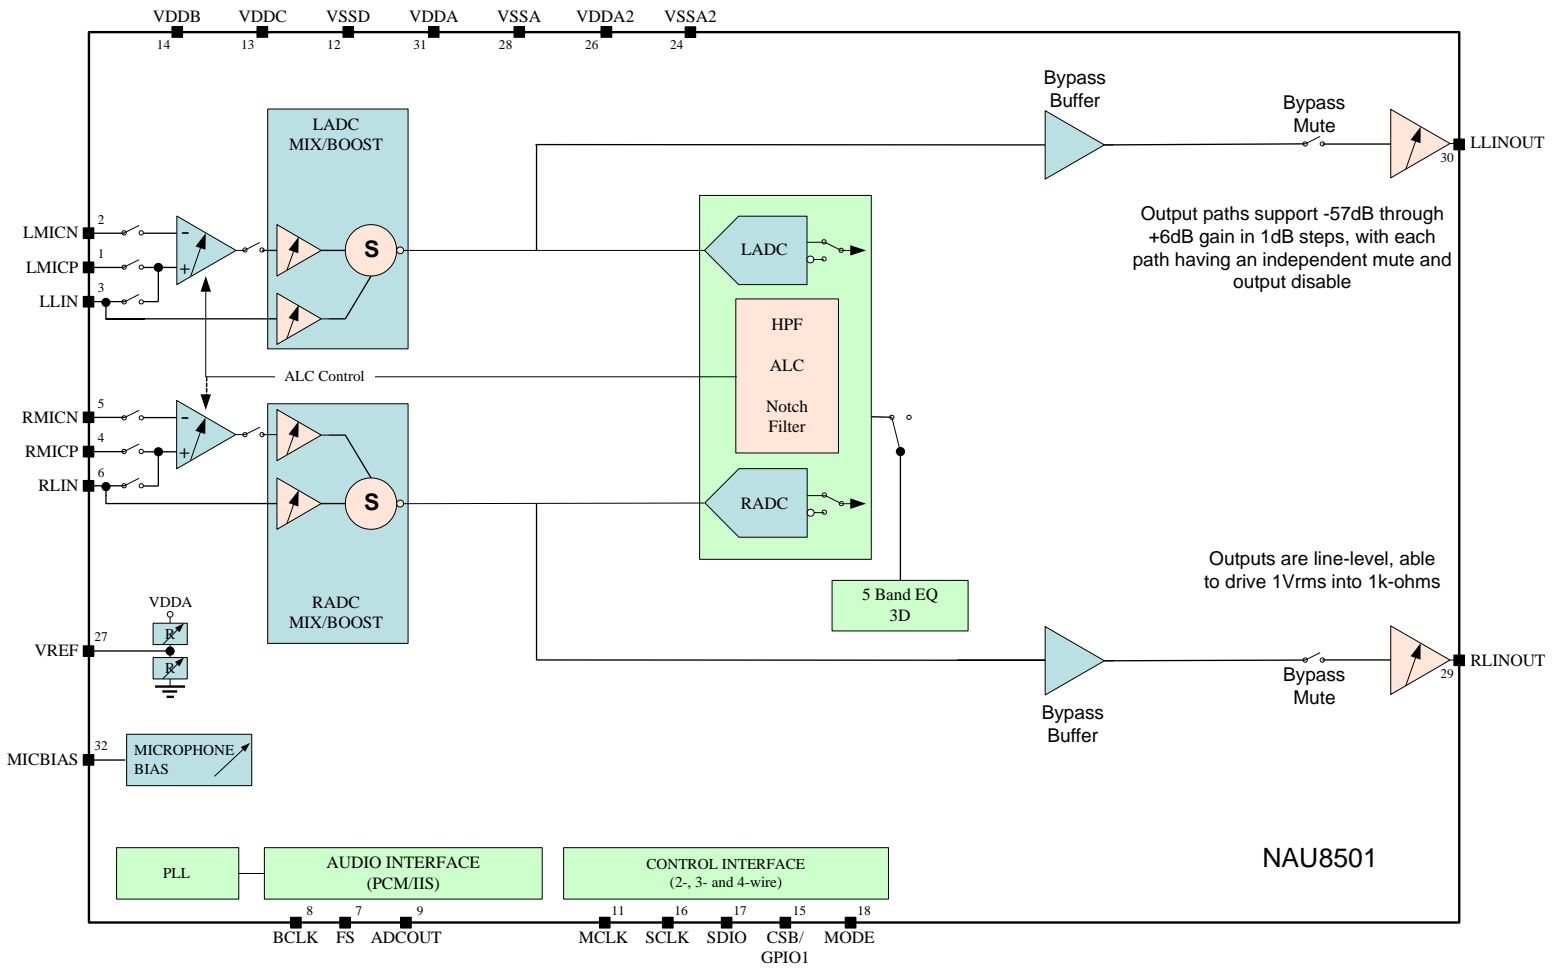 VDDB VDDC VSSD VDDA VSSA VDDA2 VSSA2
14 13 12 31 28 26 24
LADC
MIX/BOOST
Bypass
Buffer
Bypass
Mute
30
LLINOUT
Output paths support -57dB through
+6dB gain in 1dB steps, with each
path having an independent mute and
output disable
LMICN 2
LMICP 1
LLIN 3
-
+
S
LADC
HPF
ALC
Notch
Filter
ALC Control
RMICN 5
RMICP 4
RLIN 6
-
+
S
RADC
RADC
MIX/BOOST
5 Band EQ
3D
Outputs are line-level, able
to drive 1Vrms into 1k-ohms
VDDA
R
VREF 27
R
Bypass
Buffer
Bypass
Mute
29
RLINOUT
MICBIAS 32
MICROPHONE
BIAS
PLL
AUDIO INTERFACE
(PCM/IIS)
CONTROL INTERFACE
(2-, 3- and 4-wire)
NAU8501
8 7 9 11 16 17 15 18
BCLK FS ADCOUT MCLK SCLK SDIO CSB/ MODE
GPIO1